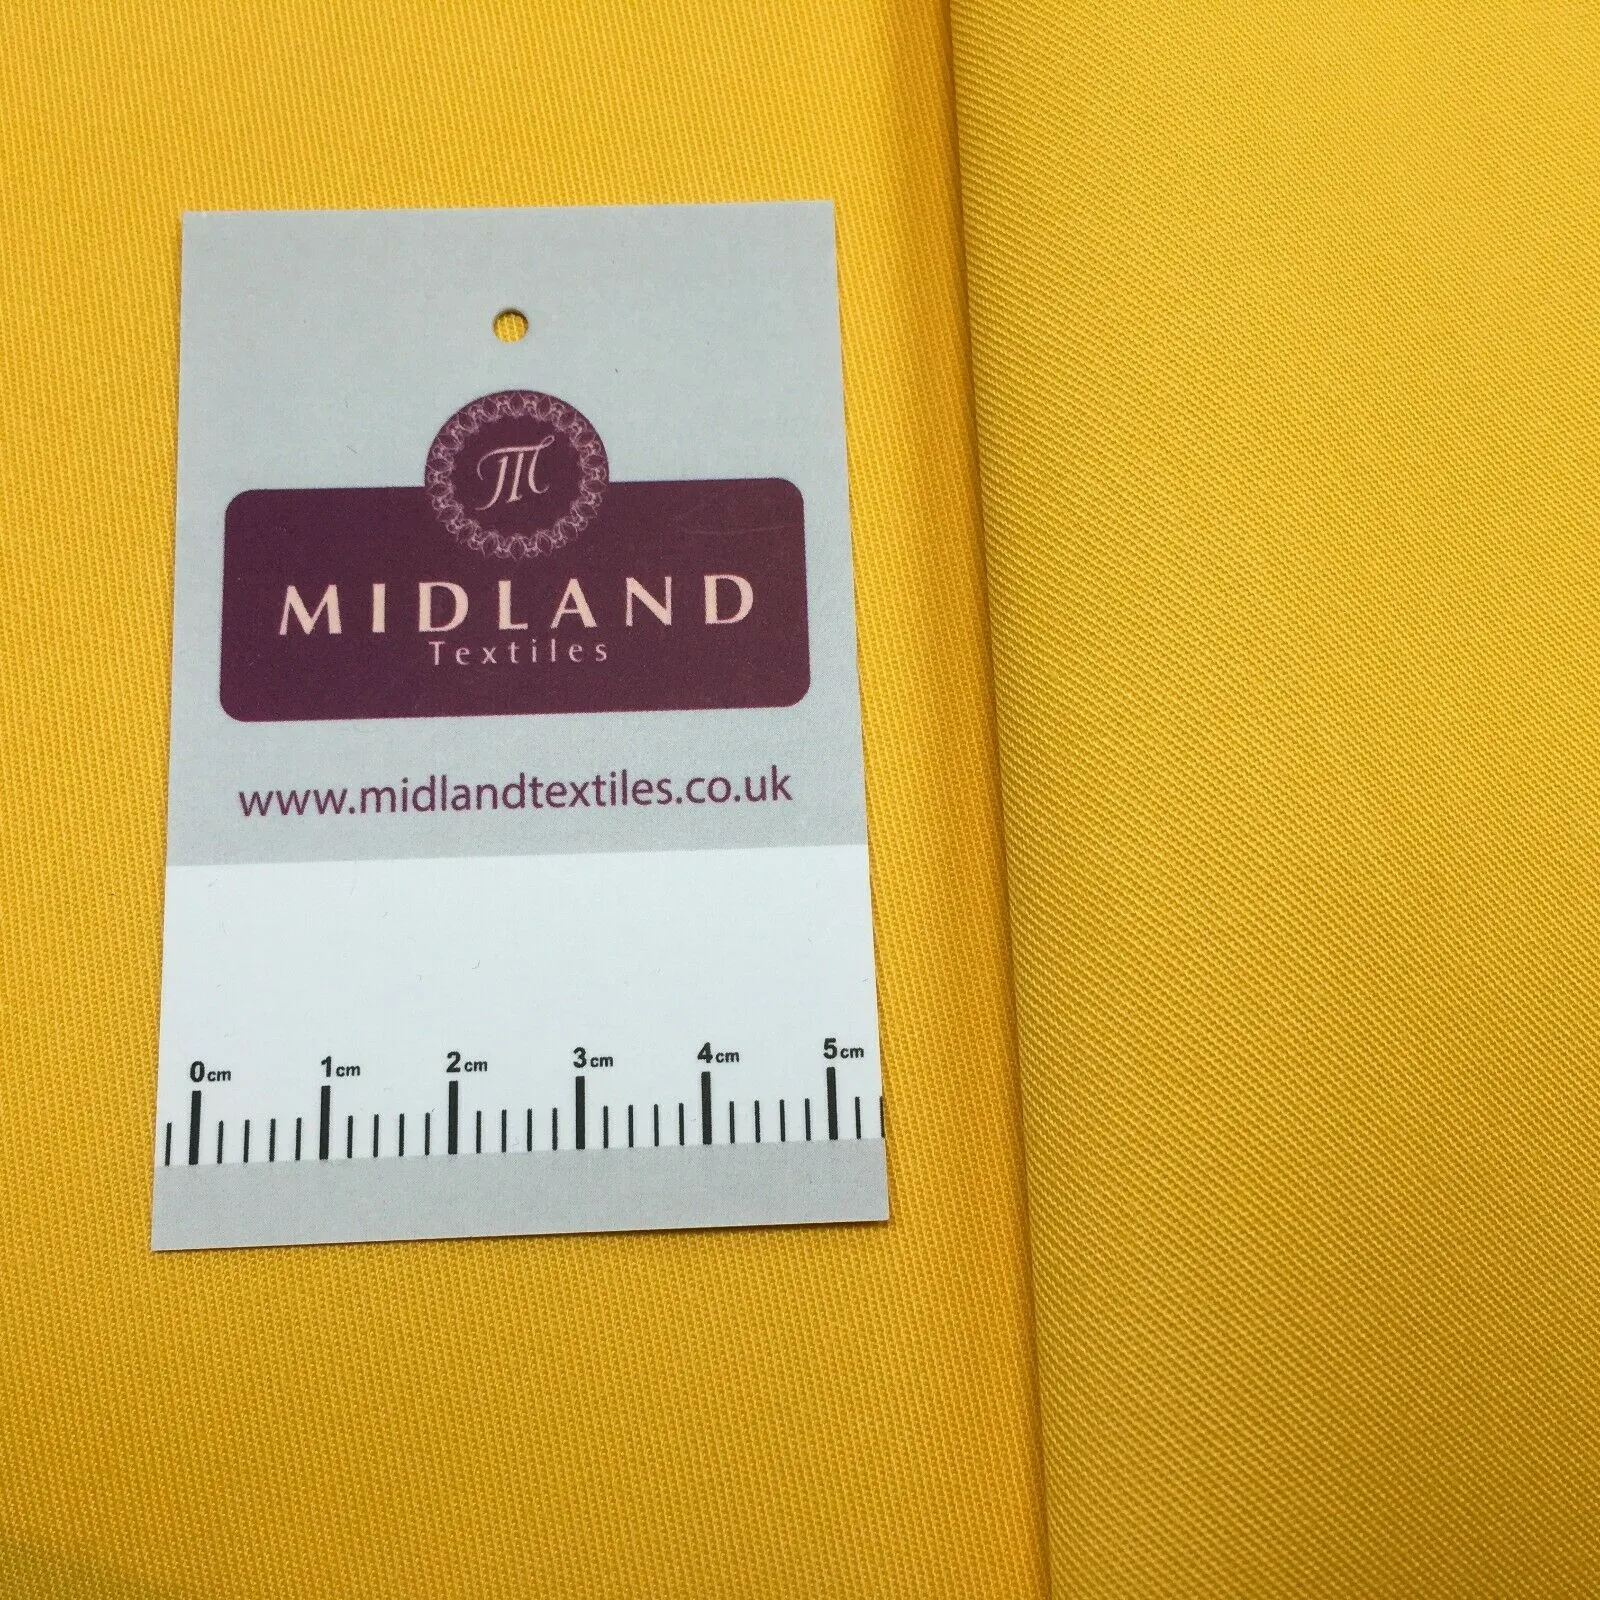 M
MIDLAND
Textiles
www.midlandtextiles.co.uk
0cm 1cm 2cm 3cm 4cm 5cm